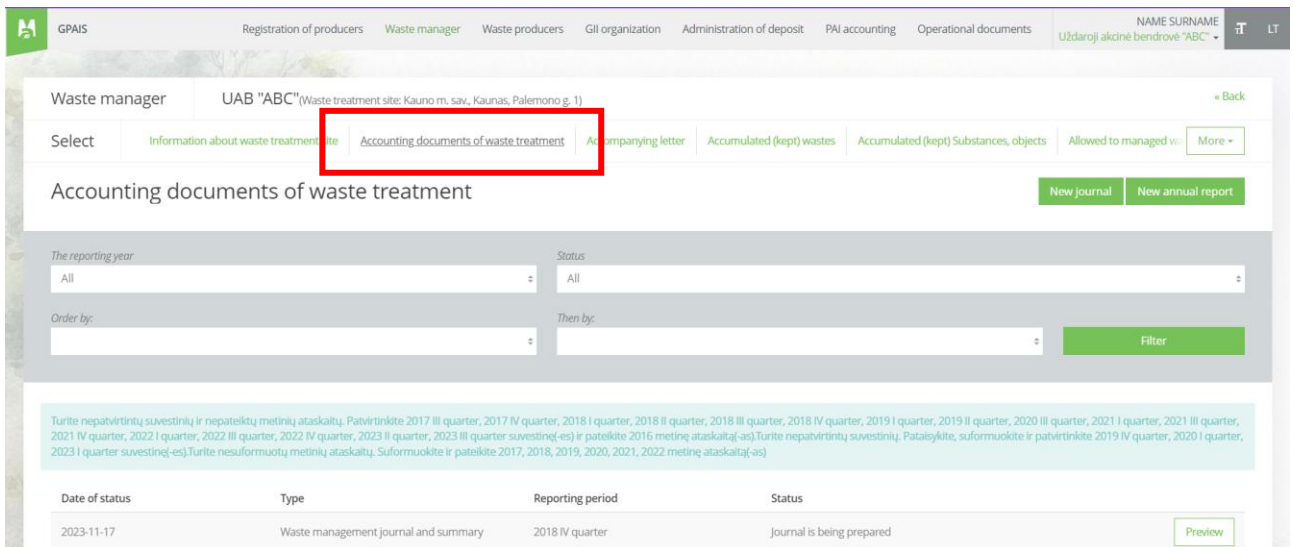 GPAIS Registration of producers Waste manager Waste producers GII organization Administration of deposit PAI accounting Operational documents NAME SURNAME
Uždaroji akcinė bendrovė "ABC" LT
Waste manager UAB "ABC"(Waste treatment site: Kauno m. sav., Kaunas, Palemono g. 1) « Back
Select Information about waste treatment site Accounting documents of waste treatment Accompanying letter Accumulated (kept) wastes Accumulated (kept) Substances, objects Allowed to managed More
Accounting documents of waste treatment New journal New annual report
The reporting year Status
All All
Order by: Then by:
Filter
Turite nepatvirtintų suvestinių ir nepateiktų metinių ataskaitų. Patvirtinkite 2017 III quarter, 2017 IV quarter, 2018 I quarter, 2018 II quarter, 2018 III quarter, 2018 IV quarter, 2019 I quarter, 2019 II quarter, 2020 III quarter, 2021 I quarter, 2021 III quarter,
2021 IV quarter, 2022 I quarter, 2022 III quarter, 2022 IV quarter, 2023 II quarter, 2023 III quarter suvestinę(-es) ir pateikite 2016 metinę ataskaitą(-as).Turite nepatvirtintų suvestinių. Pataisykite, suformuokite ir patvirtinkite 2019 IV quarter, 2020 I quarter,
2023 I quarter suvestinę(-es).Turite nesuformuotų metinių ataskaitų. Suformuokite ir pateikite 2017, 2018, 2019, 2020, 2021, 2022 metinę ataskaitą(-as)
Date of status Type Reporting period Status
2023-11-17 Waste management journal and summary 2018 IV quarter Journal is being prepared Preview